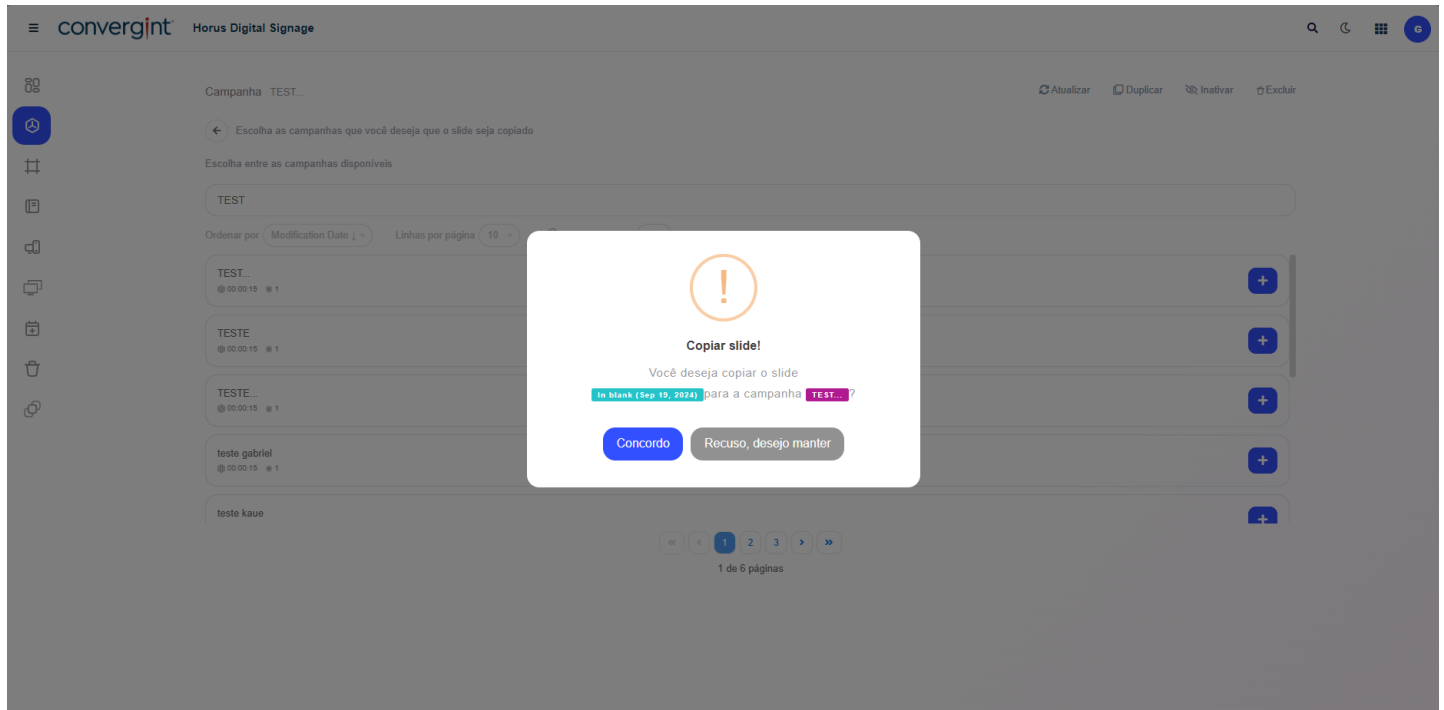 convergint Horus Digital Signage G
Campanha TEST... Atualizar Duplicar Inativar Excluir
Escolha as campanhas que você deseja que o slide seja copiado
Escolha entre as campanhas disponíveis
TEST
Ordenar por Modification Date ↓ Linhas por página 10
TEST...
00:00:15 1
TESTE
00:00:15 1
TESTE...
00:00:15 1
teste gabriel
00:00:15 1
teste kaue
!
Copiar slide!
Você deseja copiar o slide
In blank (Sep 19, 2024) para a campanha TEST... ?
Concordo Recuso, desejo manter
« ‹ 1 2 3 › »
1 de 6 páginas